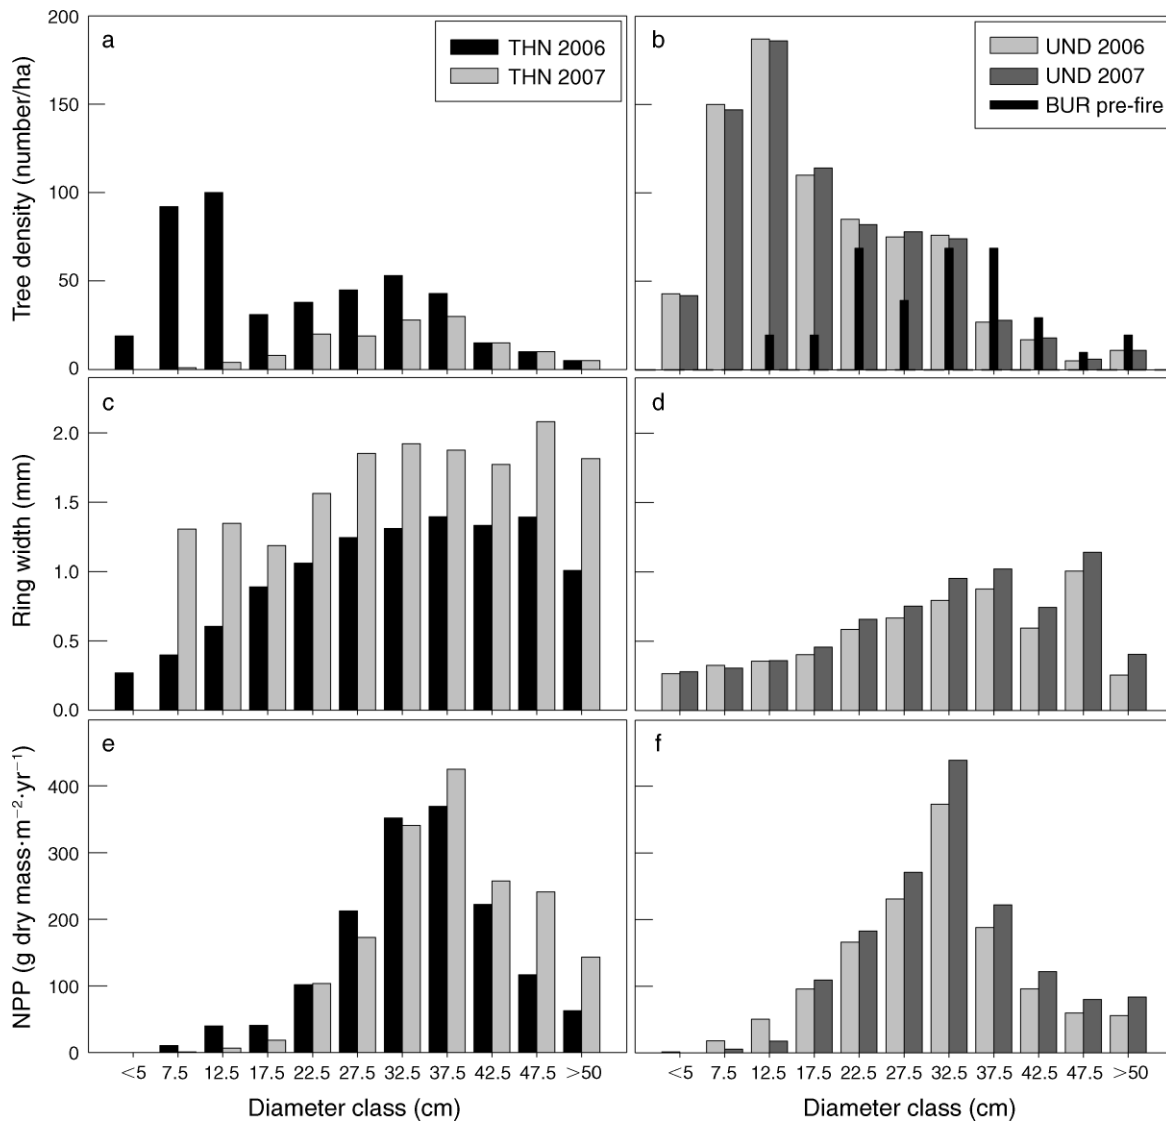 a
THN 2006
THN 2007
b
UND 2006
UND 2007
BUR pre-fire
Tree density (number/ha)
200
150
100
50
0
c
d
Ring width (mm)
2.0
1.5
1.0
0.5
0.0
e
f
NPP (g dry mass·m⁻²·yr⁻¹)
400
300
200
100
0
<5 7.5 12.5 17.5 22.5 27.5 32.5 37.5 42.5 47.5 >50
<5 7.5 12.5 17.5 22.5 27.5 32.5 37.5 42.5 47.5 >50
Diameter class (cm)
Diameter class (cm)